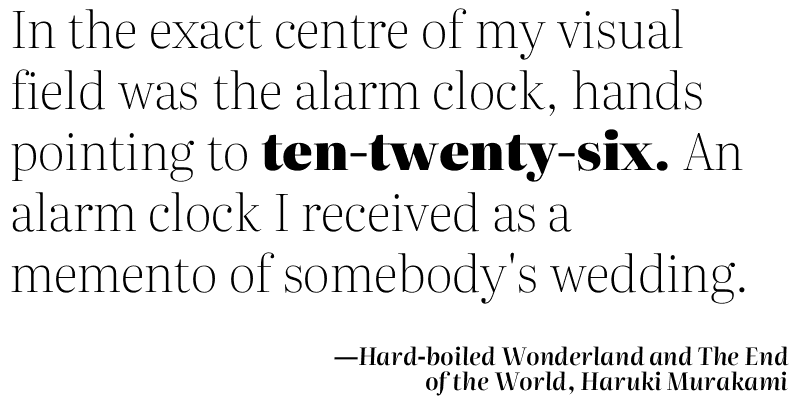 In the exact centre of my visual
field was the alarm clock, hands
pointing to ten-twenty-six. An
alarm clock I received as a
memento of somebody's wedding.
—Hard-boiled Wonderland and The End
of the World, Haruki Murakami